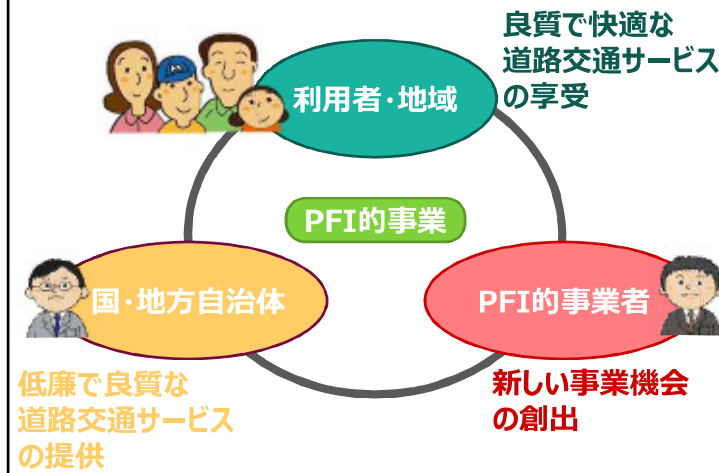 良質で快適な
道路交通サービス
の享受
利用者・地域
PFI的事業
国・地方自治体
PFI的事業者
低廉で良質な
道路交通サービス
の提供
新しい事業機会
の創出